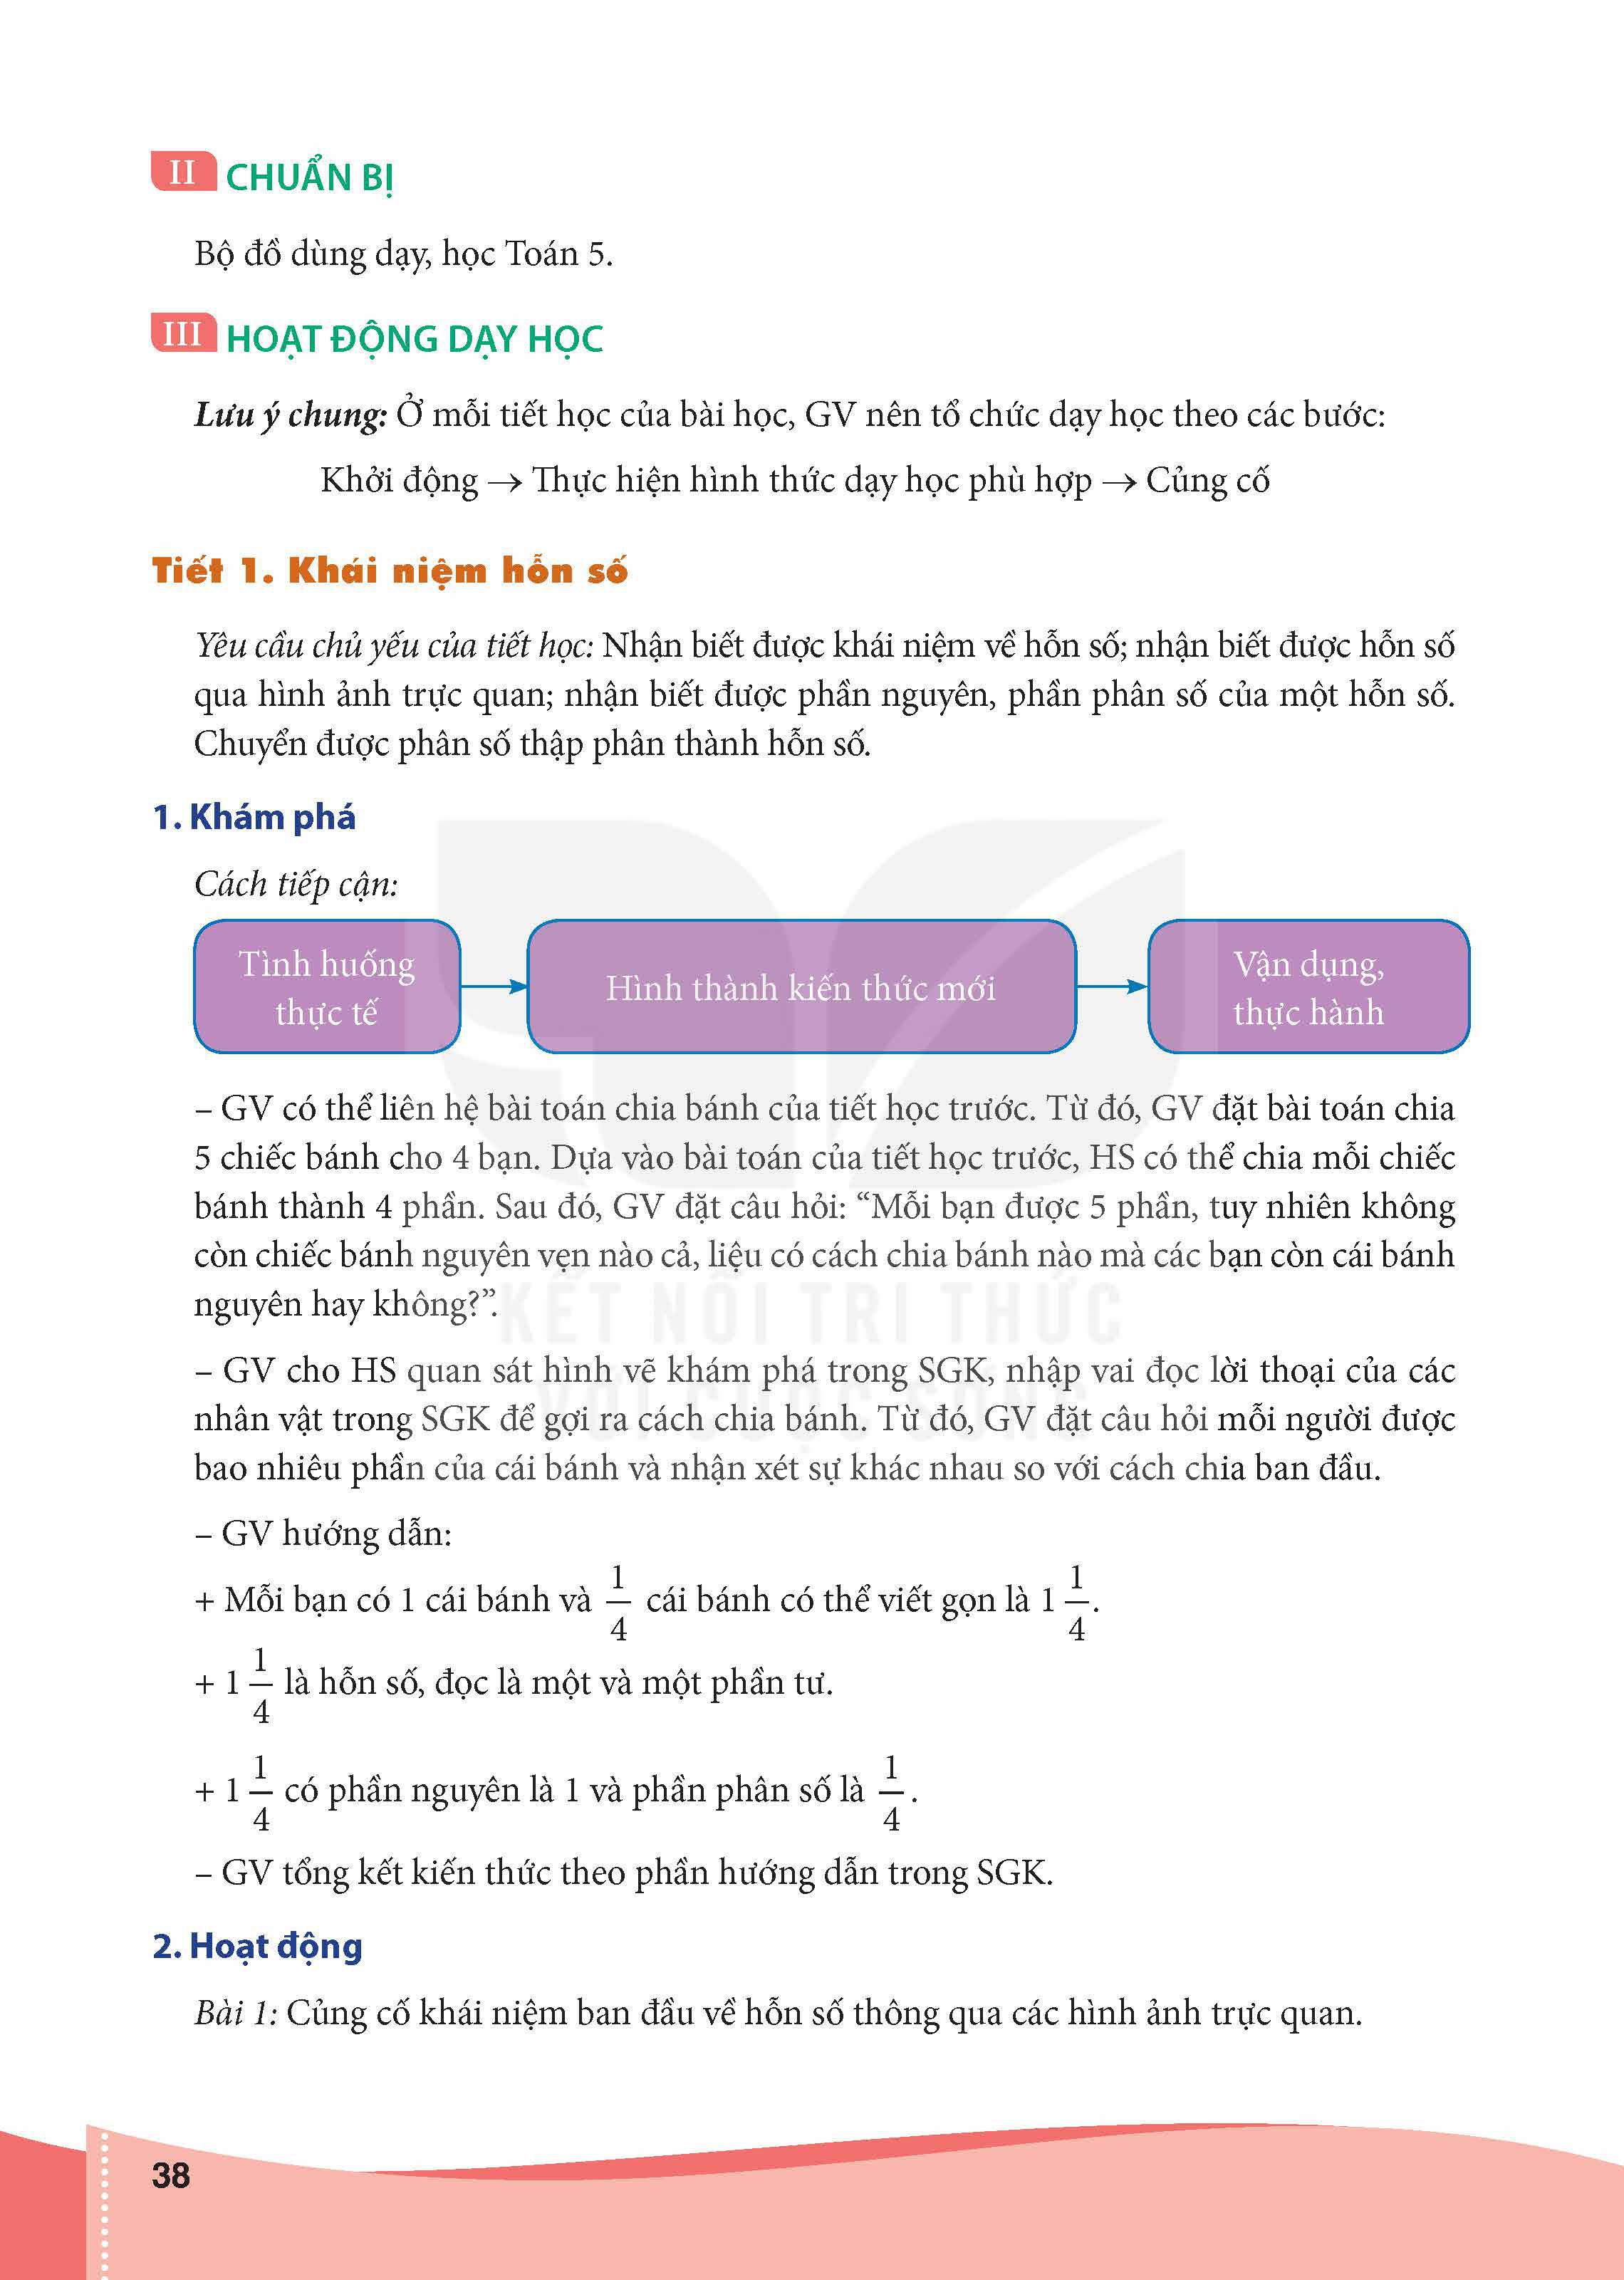 II CHUẨN BỊ
Bộ đồ dùng dạy, học Toán 5.
III HOẠT ĐỘNG DẠY HỌC
Lưu ý chung: Ở mỗi tiết học của bài học, GV nên tổ chức dạy học theo các bước:
Khởi động → Thực hiện hình thức dạy học phù hợp → Củng cố
Tiết 1. Khái niệm hỗn số
Yêu cầu chủ yếu của tiết học: Nhận biết được khái niệm về hỗn số; nhận biết được hỗn số
qua hình ảnh trực quan; nhận biết được phần nguyên, phần phân số của một hỗn số.
Chuyển được phân số thập phân thành hỗn số.
1. Khám phá
Cách tiếp cận:
Tình huống
thực tế
Hình thành kiến thức mới
Vận dụng,
thực hành
– GV có thể liên hệ bài toán chia bánh của tiết học trước. Từ đó, GV đặt bài toán chia
5 chiếc bánh cho 4 bạn. Dựa vào bài toán của tiết học trước, HS có thể chia mỗi chiếc
bánh thành 4 phần. Sau đó, GV đặt câu hỏi: “Mỗi bạn được 5 phần, tuy nhiên không
còn chiếc bánh nguyên vẹn nào cả, liệu có cách chia bánh nào mà các bạn còn cái bánh
nguyên hay không?”.
KẾT NỐI TRI THỨC
– GV cho HS quan sát hình vẽ khám phá trong SGK, nhập vai đọc lời thoại của các
VỚI CUỘC SỐNG
nhân vật trong SGK để gợi ra cách chia bánh. Từ đó, GV đặt câu hỏi mỗi người được
bao nhiêu phần của cái bánh và nhận xét sự khác nhau so với cách chia ban đầu.
– GV hướng dẫn:
+ Mỗi bạn có 1 cái bánh và 1/4 cái bánh có thể viết gọn là 1 1/4.
+ 1 1/4 là hỗn số, đọc là một và một phần tư.
+ 1 1/4 có phần nguyên là 1 và phần phân số là 1/4.
– GV tổng kết kiến thức theo phần hướng dẫn trong SGK.
2. Hoạt động
Bài 1: Củng cố khái niệm ban đầu về hỗn số thông qua các hình ảnh trực quan.
38